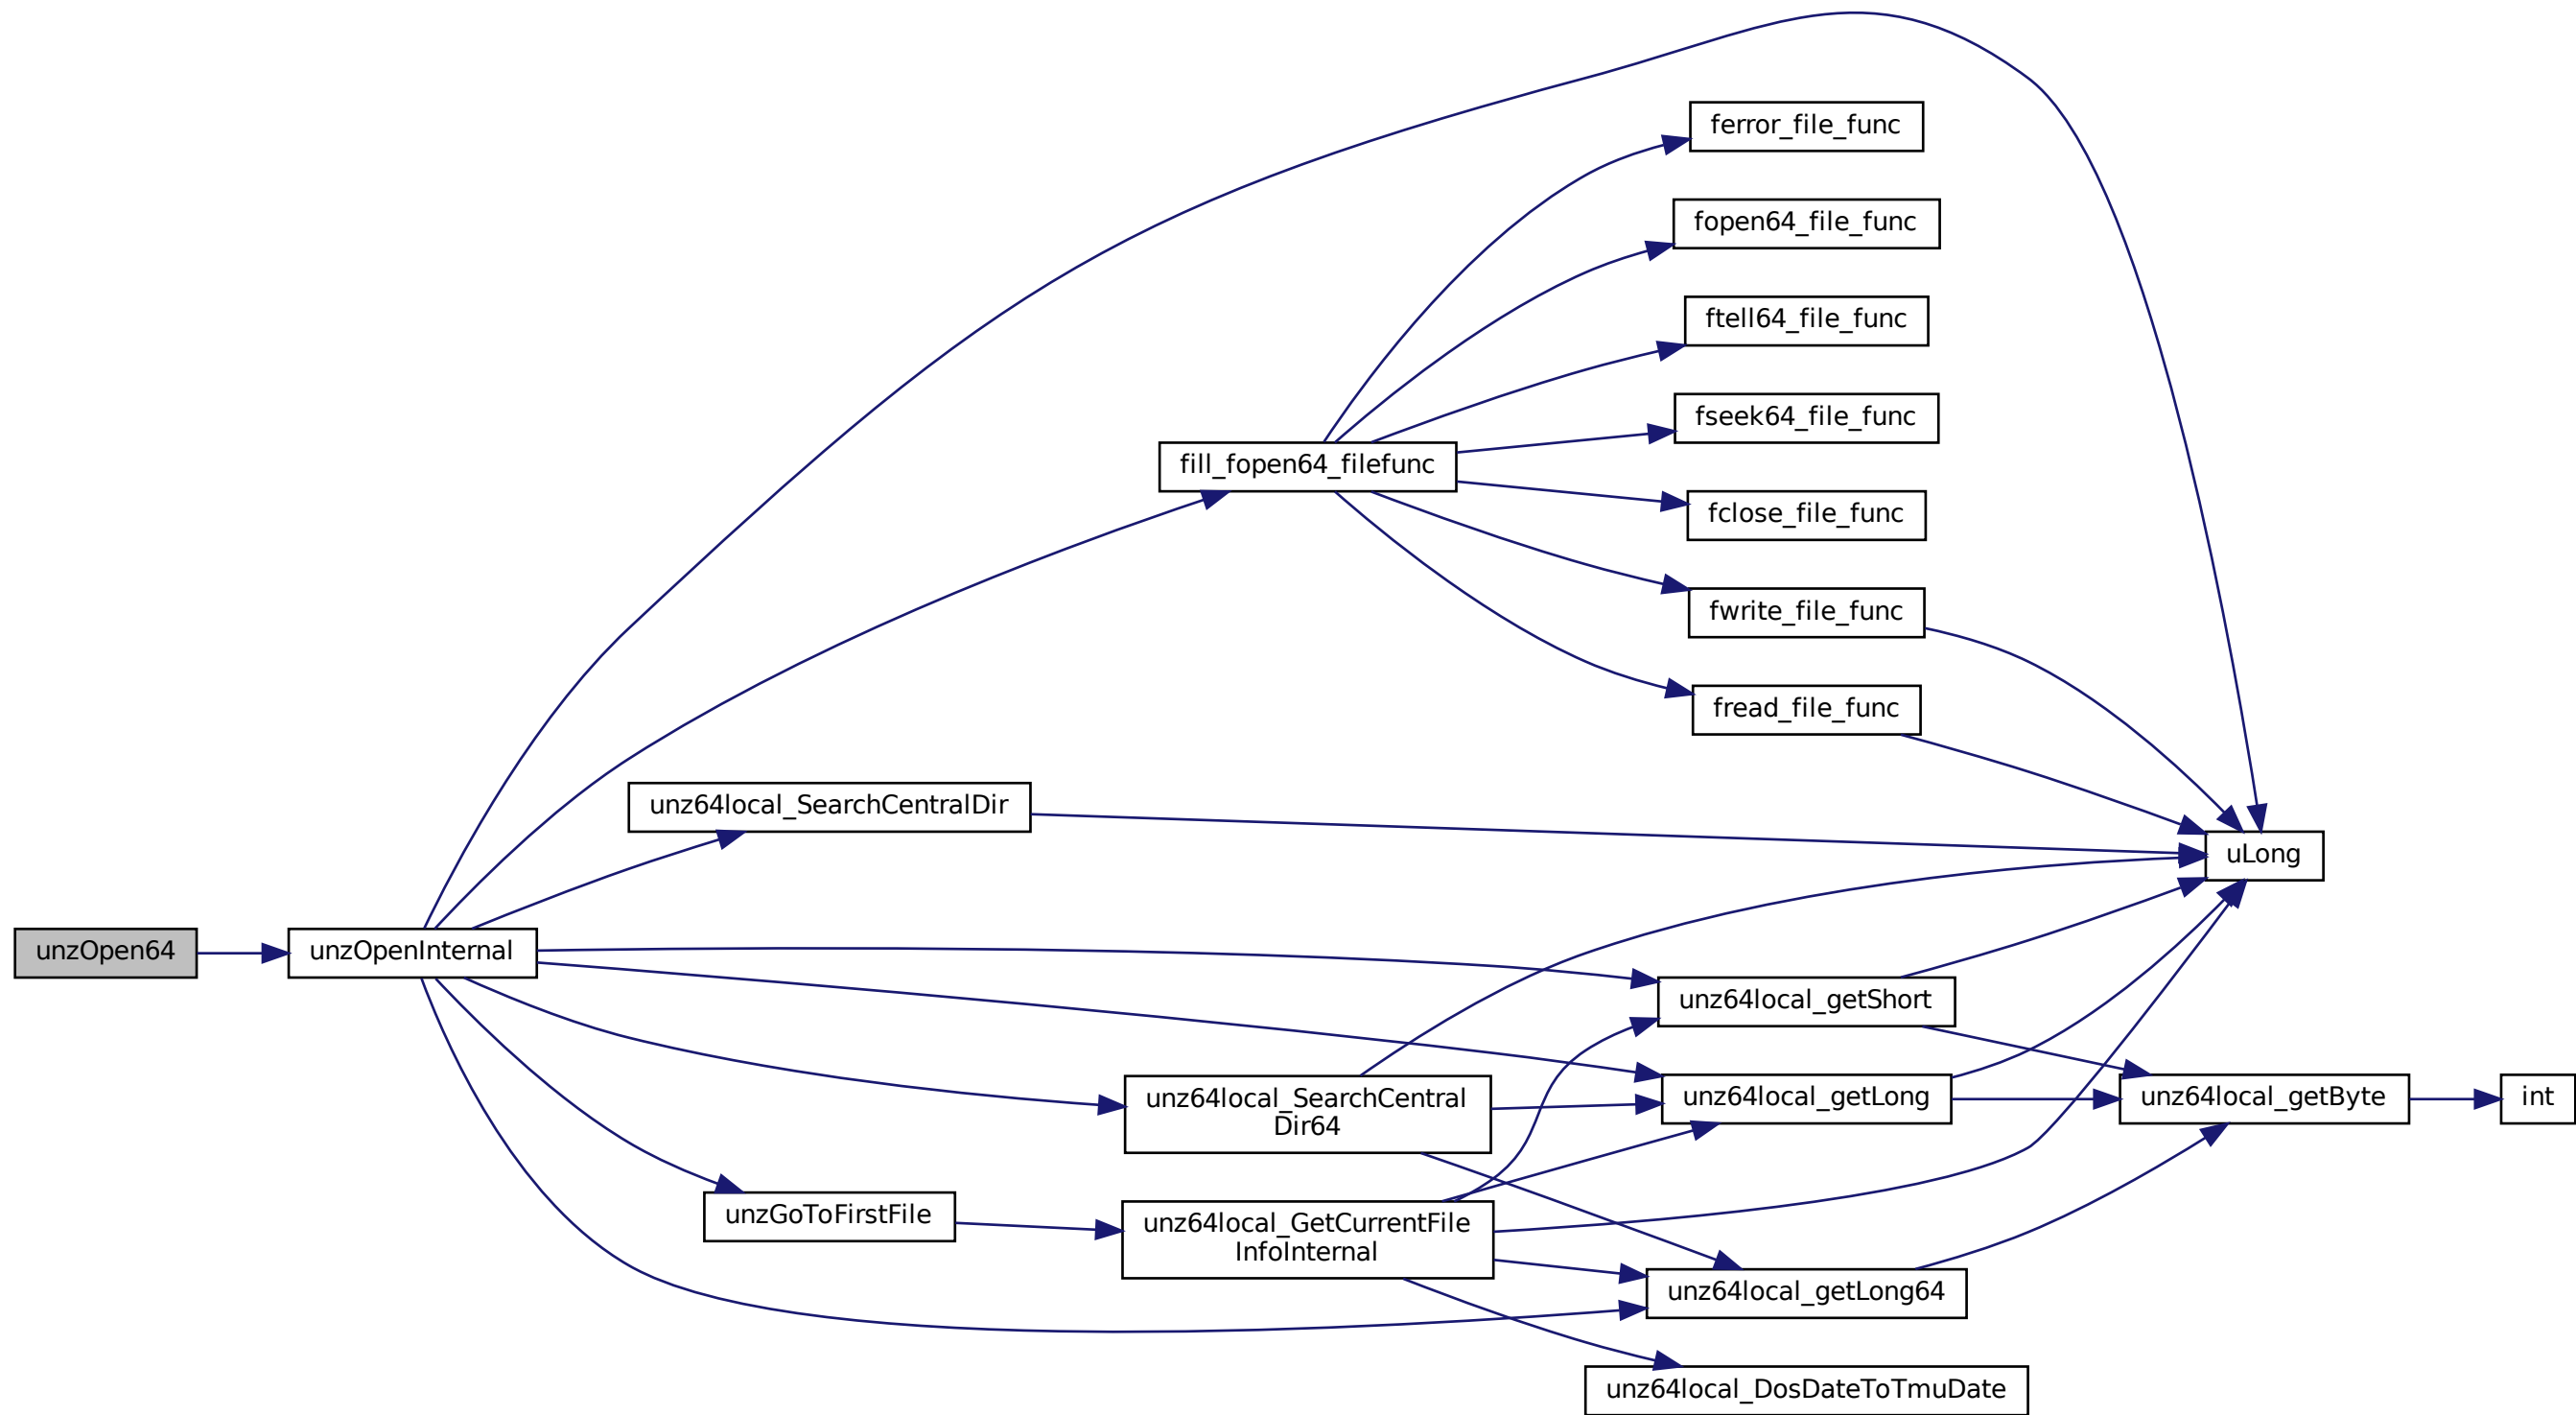 ferror_file_func
fopen64_file_func
ftell64_file_func
fseek64_file_func
fill_fopen64_filefunc
fclose_file_func
fwrite_file_func
fread_file_func
unz64local_SearchCentralDir
uLong
unzOpen64
unzOpenInternal
unz64local_getShort
unz64local_SearchCentral
Dir64
unz64local_getLong
unz64local_getByte
int
unzGoToFirstFile
unz64local_GetCurrentFile
InfoInternal
unz64local_getLong64
unz64local_DosDateToTmuDate